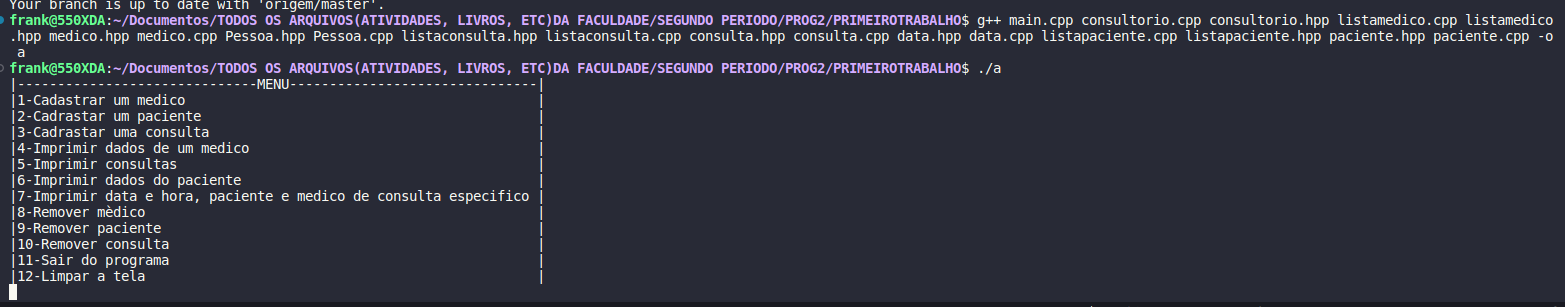 Your branch is up to date with 'origem/master'.
frank@550XDA:~/Documentos/TODOS OS ARQUIVOS(ATIVIDADES, LIVROS, ETC)DA FACULDADE/SEGUNDO PERIODO/PROG2/PRIMEIROTRABALHO$ g++ main.cpp consultorio.cpp consultorio.hpp listamedico.cpp listamedico
.hpp medico.hpp medico.cpp Pessoa.hpp Pessoa.cpp listaconsulta.hpp listaconsulta.cpp consulta.hpp consulta.cpp data.hpp data.cpp listapaciente.cpp listapaciente.hpp paciente.hpp paciente.cpp -o
 a
frank@550XDA:~/Documentos/TODOS OS ARQUIVOS(ATIVIDADES, LIVROS, ETC)DA FACULDADE/SEGUNDO PERIODO/PROG2/PRIMEIROTRABALHO$ ./a
|------------------------------MENU-------------------------------|
|1-Cadastrar um medico |
|2-Cadrastar um paciente |
|3-Cadrastar uma consulta |
|4-Imprimir dados de um medico |
|5-Imprimir consultas |
|6-Imprimir dados do paciente |
|7-Imprimir data e hora, paciente e medico de consulta especifico |
|8-Remover mèdico |
|9-Remover paciente |
|10-Remover consulta |
|11-Sair do programa |
|12-Limpar a tela |